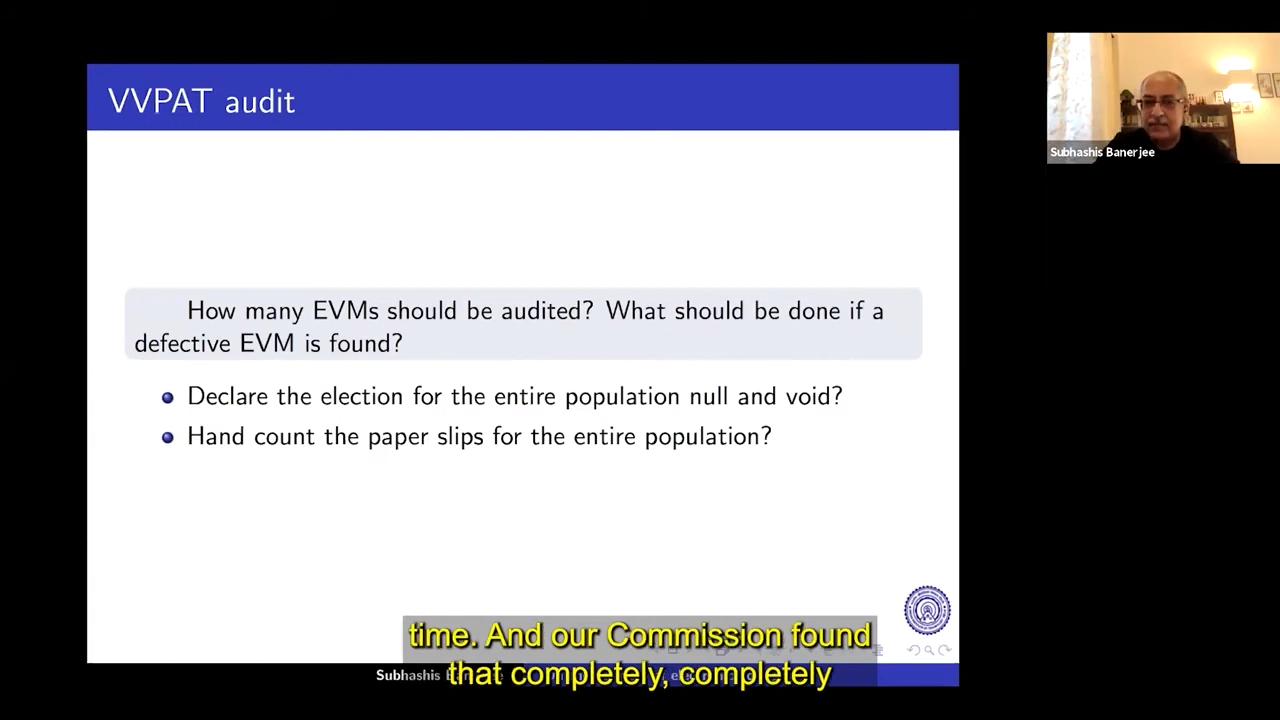 VVPAT audit
Subhashis Banerjee
How many EVMs should be audited? What should be done if a
defective EVM is found?
Declare the election for the entire population null and void?
Hand count the paper slips for the entire population?
time. And our Commission found
that completely, completely
Subhashis